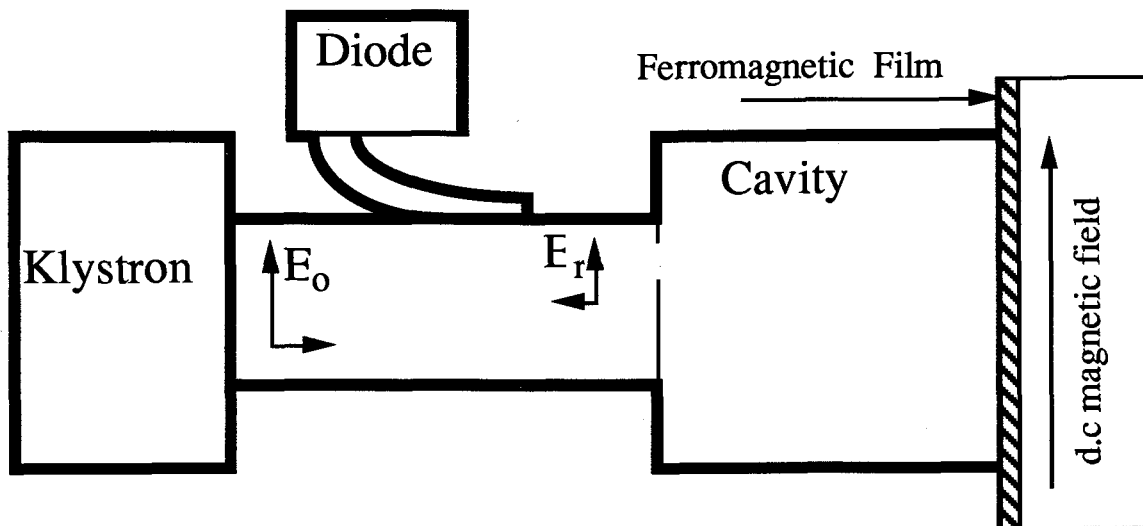 Diode
Ferromagnetic Film
Cavity
Klystron
E_o
E_r
d.c magnetic field